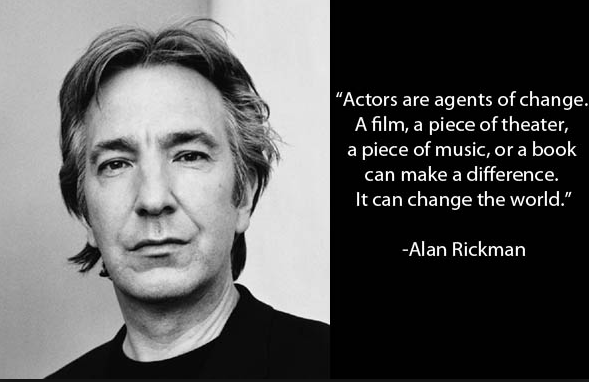 “Actors are agents of change.
A film, a piece of theater,
a piece of music, or a book
can make a difference.
It can change the world.”
-Alan Rickman